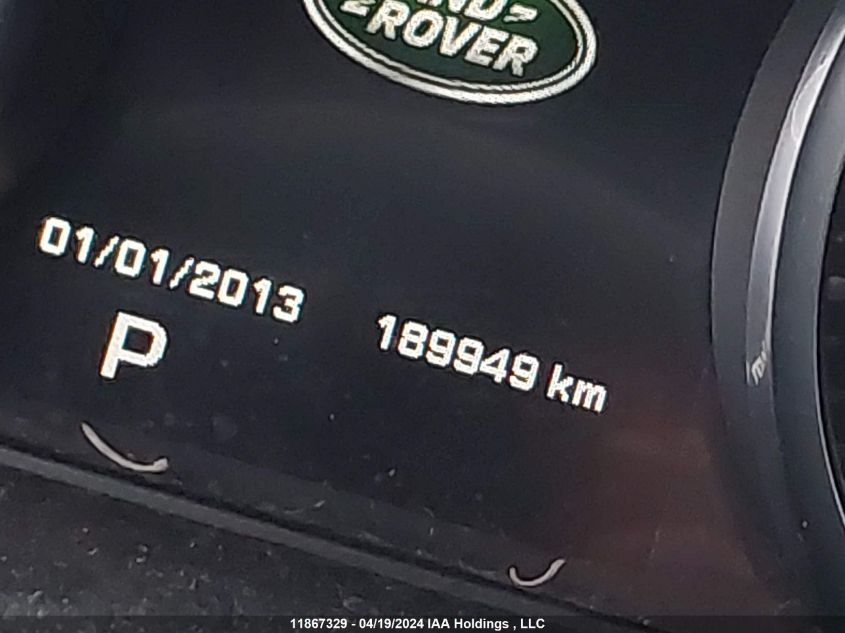 ROVER
01/01/2013 189949 km
P
11867329 - 04/19/2024 IAA Holdings , LLC